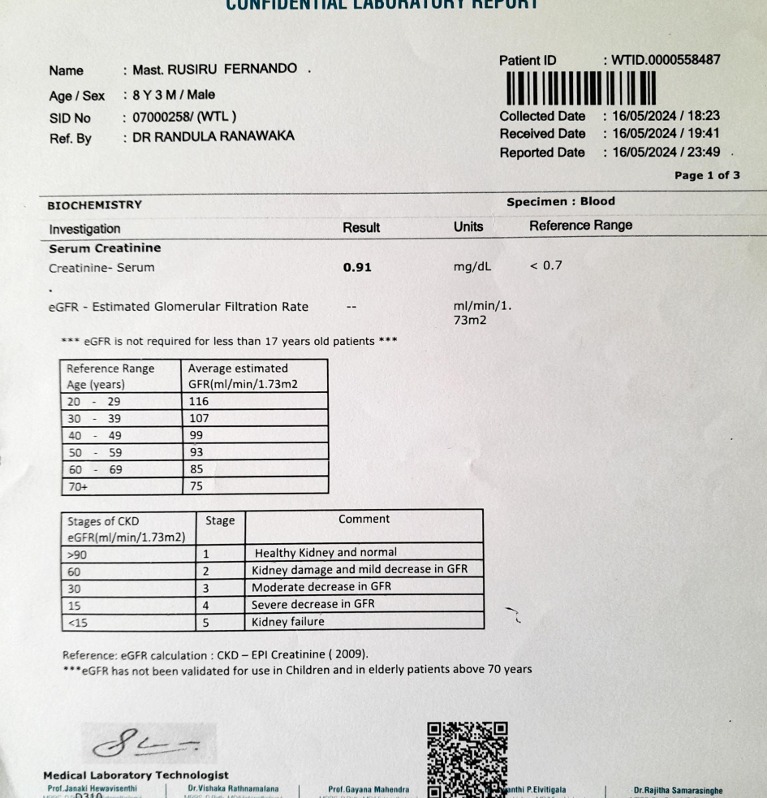 CONFIDENTIAL LABORATORY REPORT
Name : Mast. RUSIRU FERNANDO .
Age / Sex : 8 Y 3 M / Male
SID No : 07000258/ (WTL )
Ref. By : DR RANDULA RANAWAKA
Patient ID : WTID.0000558487
Collected Date : 16/05/2024 / 18:23
Received Date : 16/05/2024 / 19:41
Reported Date : 16/05/2024 / 23:49 .
Page 1 of 3
BIOCHEMISTRY Specimen : Blood
Investigation Result Units Reference Range
Serum Creatinine
Creatinine- Serum 0.91 mg/dL < 0.7
.
eGFR - Estimated Glomerular Filtration Rate -- ml/min/1.
73m2
*** eGFR is not required for less than 17 years old patients ***
Reference Range Average estimated
Age (years) GFR(ml/min/1.73m2
20 - 29 116
30 - 39 107
40 - 49 99
50 - 59 93
60 - 69 85
70+ 75
Stages of CKD Stage Comment
eGFR(ml/min/1.73m2)
>90 1 Healthy Kidney and normal
60 2 Kidney damage and mild decrease in GFR
30 3 Moderate decrease in GFR
15 4 Severe decrease in GFR
<15 5 Kidney failure
Reference: eGFR calculation : CKD – EPI Creatinine ( 2009).
***eGFR has not been validated for use in Children and in elderly patients above 70 years
Medical Laboratory Technologist
Prof.Janaki Hewavisenthi Dr.Vishaka Rathnamalana Prof.Gayana Mahendra P.Elvitigala Dr.Rajitha Samarasinghe